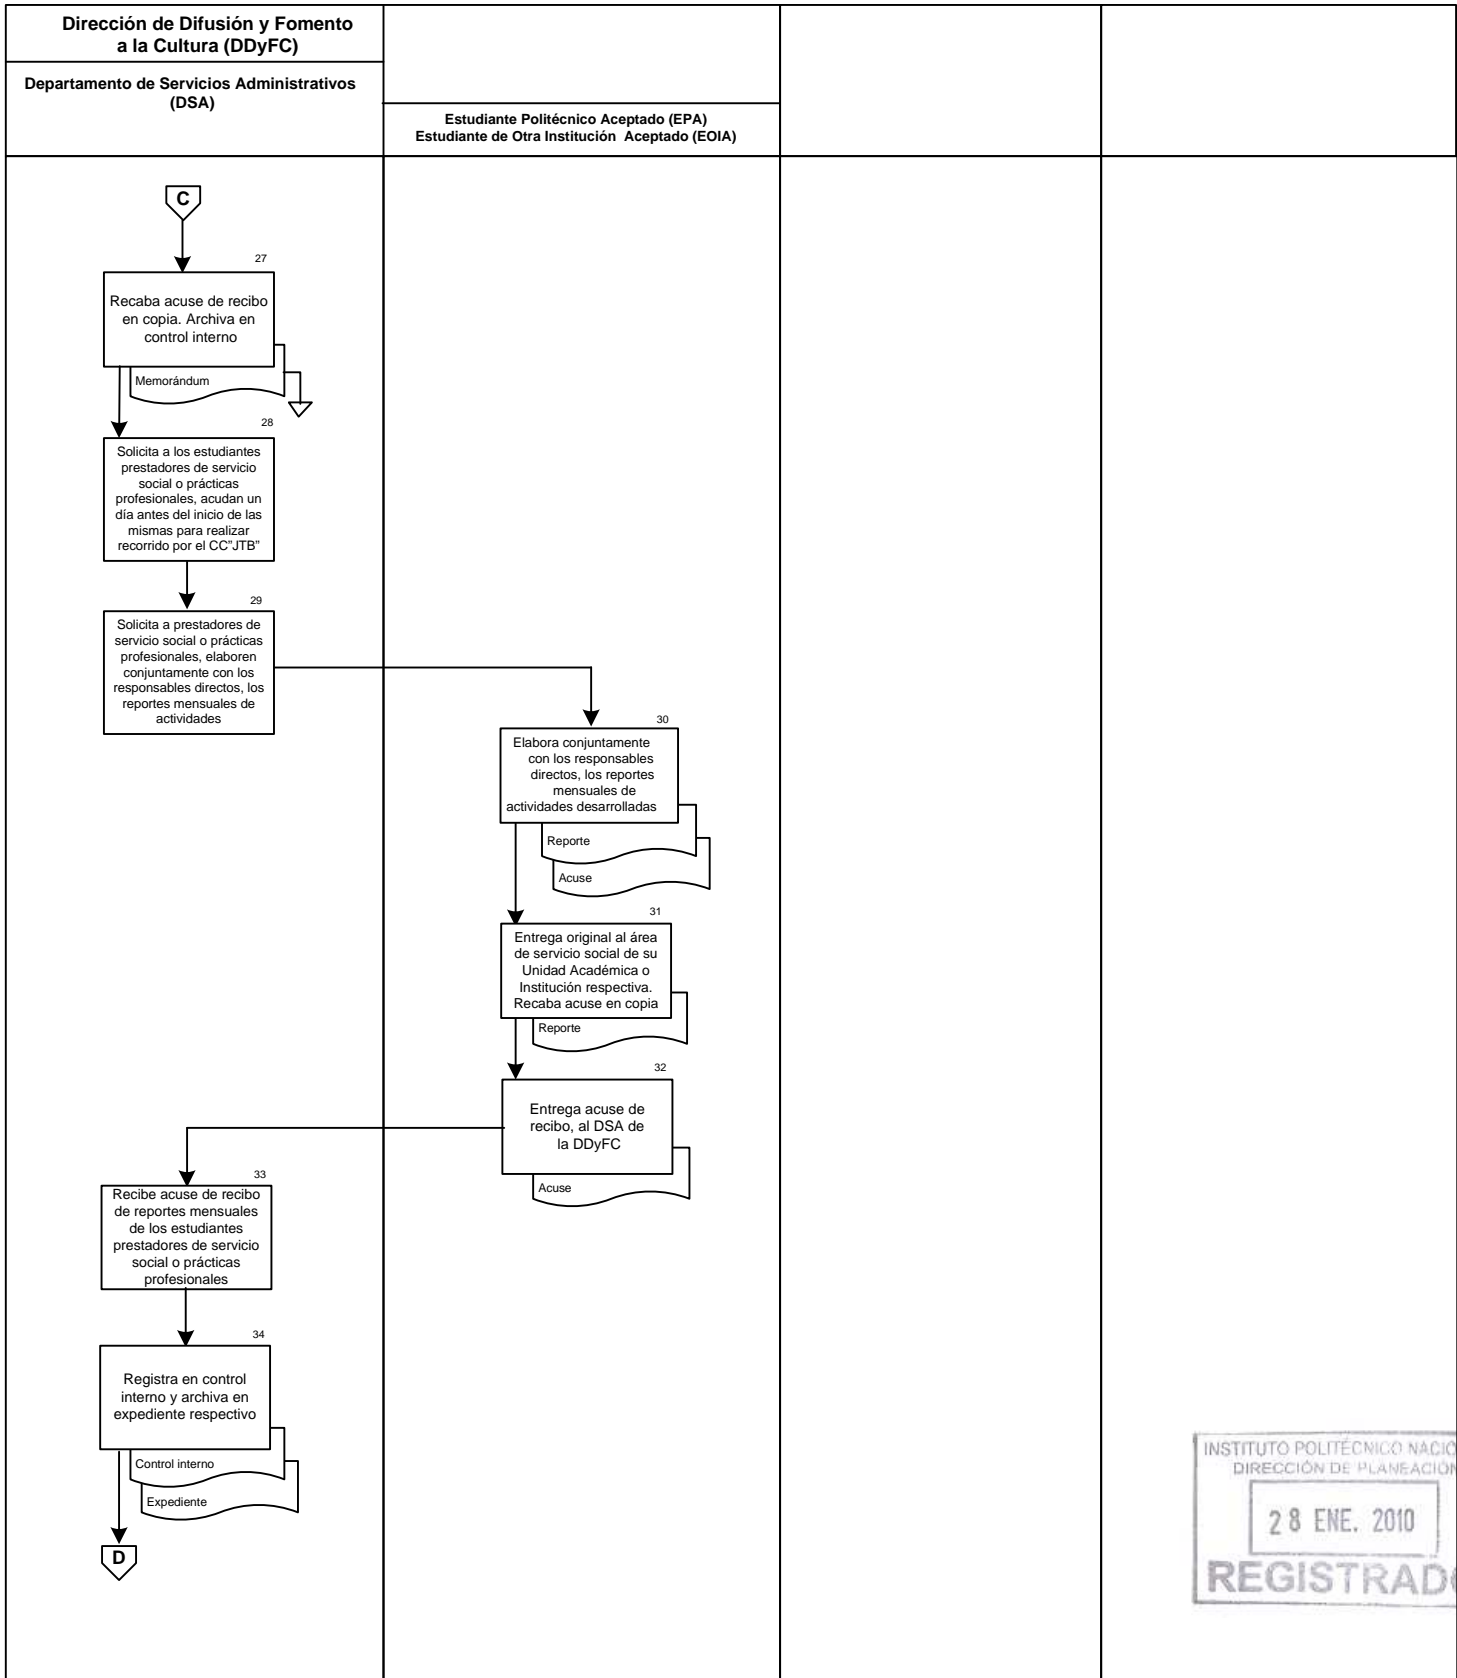 Dirección de Difusión y Fomento
a la Cultura (DDyFC)
Departamento de Servicios Administrativos
(DSA)
Estudiante Politécnico Aceptado (EPA)
Estudiante de Otra Institución Aceptado (EOIA)
C
27
Recaba acuse de recibo
en copia. Archiva en
control interno
Memorándum
28
Solicita a los estudiantes
prestadores de servicio
social o prácticas
profesionales, acudan un
día antes del inicio de las
mismas para realizar
recorrido por el CC”JTB”
29
Solicita a prestadores de
servicio social o prácticas
profesionales, elaboren
conjuntamente con los
responsables directos, los
reportes mensuales de
actividades
30
Elabora conjuntamente
con los responsables
directos, los reportes
mensuales de
actividades desarrolladas
Reporte
Acuse
31
Entrega original al área
de servicio social de su
Unidad Académica o
Institución respectiva.
Recaba acuse en copia
Reporte
32
Entrega acuse de
recibo, al DSA de
la DDyFC
Acuse
33
Recibe acuse de recibo
de reportes mensuales
de los estudiantes
prestadores de servicio
social o prácticas
profesionales
34
Registra en control
interno y archiva en
expediente respectivo
Control interno
Expediente
D
INSTITUTO POLITÉCNICO NACIO
DIRECCIÓN DE PLANEACIÓN
28 ENE. 2010
REGISTRADO